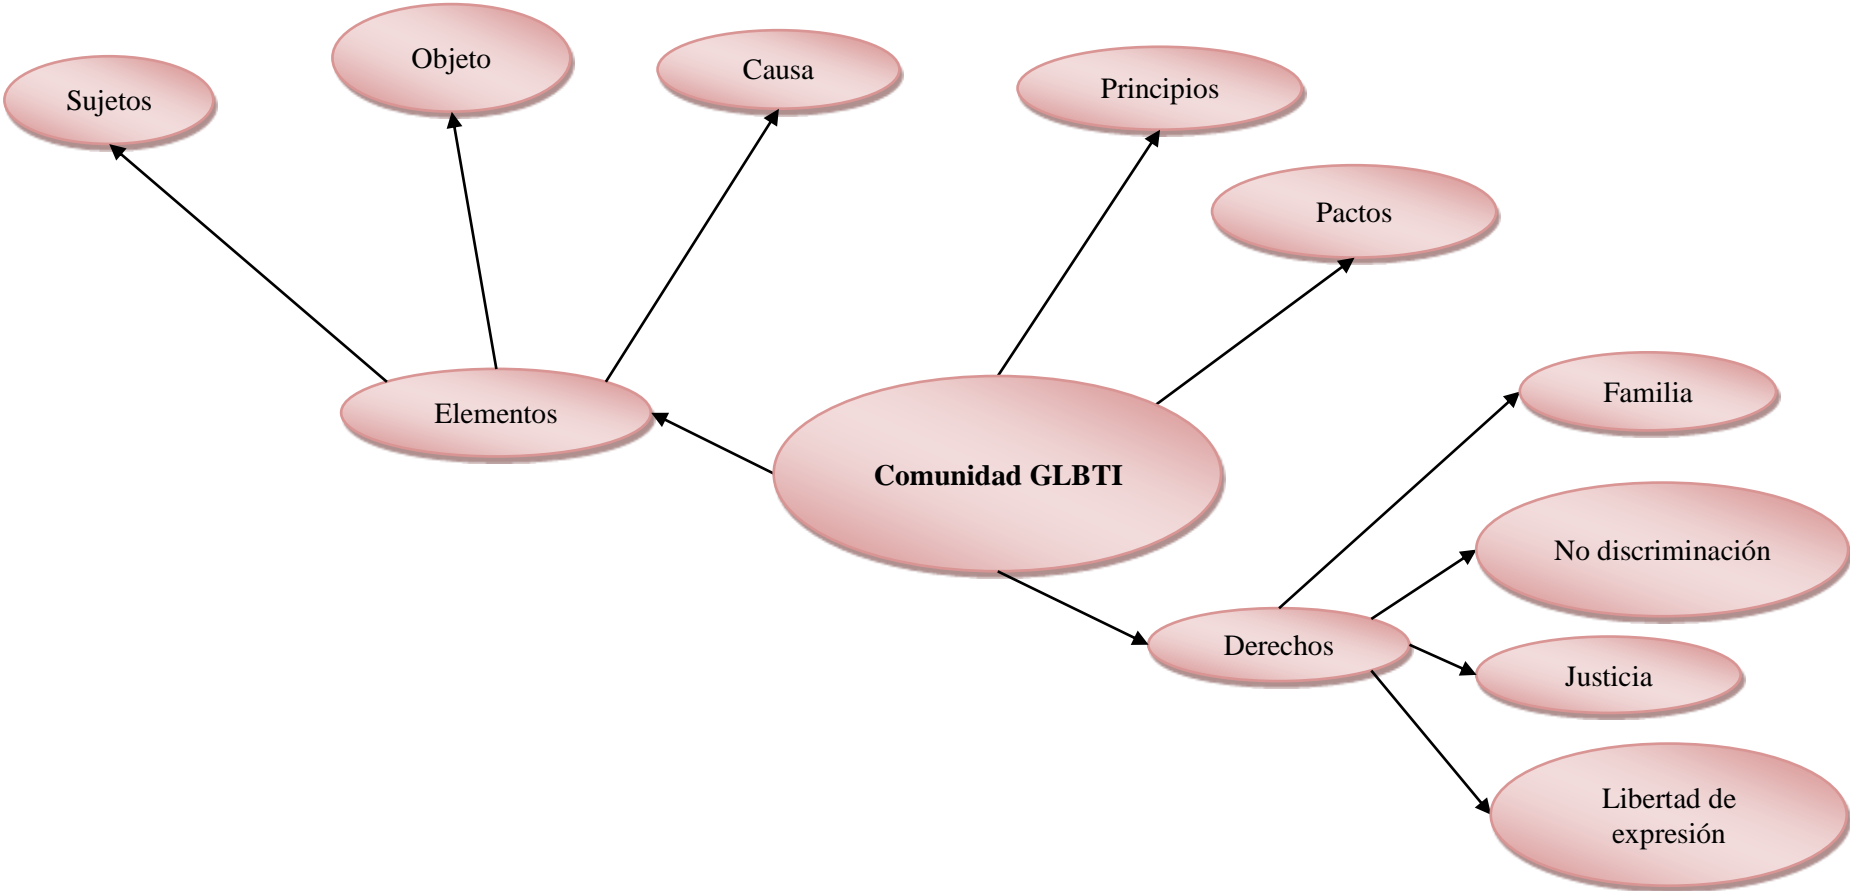 Sujetos
Objeto
Causa
Principios
Pactos
Elementos
Comunidad GLBTI
Familia
No discriminación
Derechos
Justicia
Libertad de
expresión